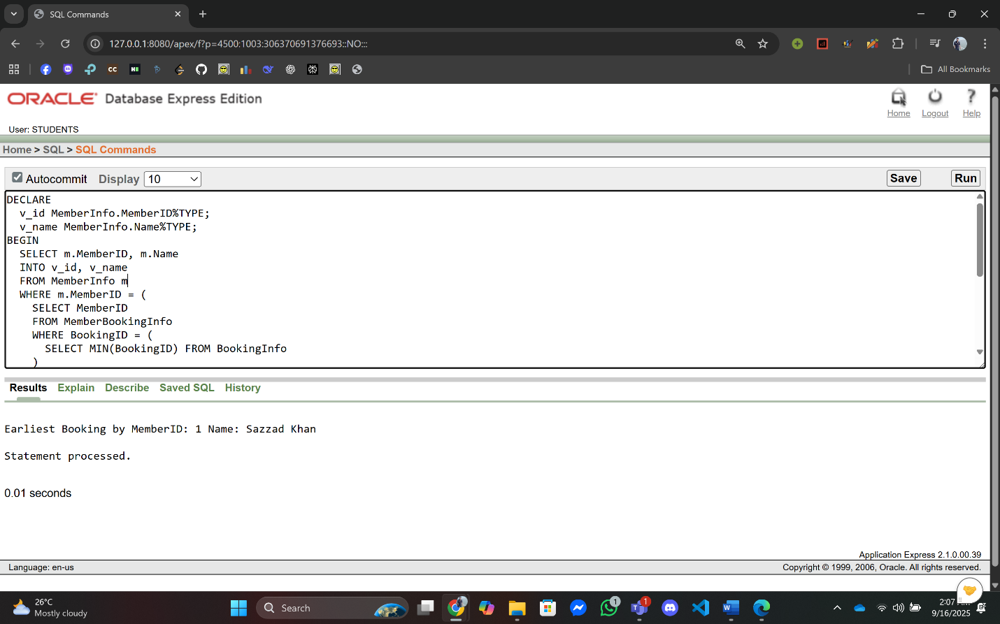 SQL Commands
127.0.0.1:8080/apex/f?p=4500:1003:306370691376693::NO:::
All Bookmarks
ORACLE Database Express Edition
Home Logout Help
User: STUDENTS
Home > SQL > SQL Commands
Autocommit Display 10 Save Run
DECLARE
v_id MemberInfo.MemberID%TYPE;
v_name MemberInfo.Name%TYPE;
BEGIN
SELECT m.MemberID, m.Name
INTO v_id, v_name
FROM MemberInfo m
WHERE m.MemberID = (
SELECT MemberID
FROM MemberBookingInfo
WHERE BookingID = (
SELECT MIN(BookingID) FROM BookingInfo
)
Results Explain Describe Saved SQL History
Earliest Booking by MemberID: 1 Name: Sazzad Khan
Statement processed.
0.01 seconds
Application Express 2.1.0.00.39
Language: en-us Copyright © 1999, 2006, Oracle. All rights reserved.
26°C
Mostly cloudy
Search
1
1
2:07
9/16/2025